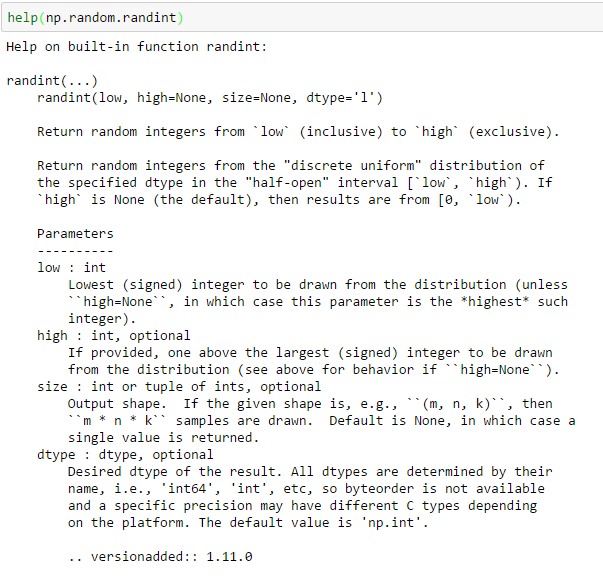 help(np.random.randint)
Help on built-in function randint:
randint(...)
randint(low, high=None, size=None, dtype='l')
Return random integers from `low` (inclusive) to `high` (exclusive).
Return random integers from the "discrete uniform" distribution of
the specified dtype in the "half-open" interval [`low`, `high`). If
`high` is None (the default), then results are from [0, `low`).
Parameters
----------
low : int
Lowest (signed) integer to be drawn from the distribution (unless
``high=None``, in which case this parameter is the *highest* such
integer).
high : int, optional
If provided, one above the largest (signed) integer to be drawn
from the distribution (see above for behavior if ``high=None``).
size : int or tuple of ints, optional
Output shape.  If the given shape is, e.g., ``(m, n, k)``, then
``m * n * k`` samples are drawn.  Default is None, in which case a
single value is returned.
dtype : dtype, optional
Desired dtype of the result. All dtypes are determined by their
name, i.e., 'int64', 'int', etc, so byteorder is not available
and a specific precision may have different C types depending
on the platform. The default value is 'np.int'.
.. versionadded:: 1.11.0